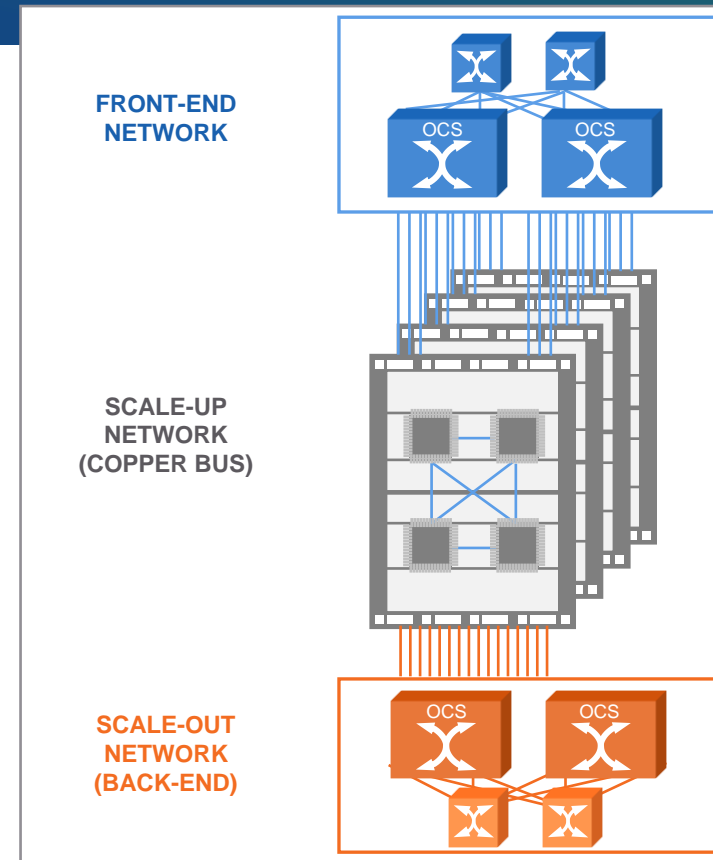 FRONT-END
NETWORK
OCS OCS
SCALE-UP
NETWORK
(COPPER BUS)
SCALE-OUT
NETWORK
(BACK-END)
OCS OCS